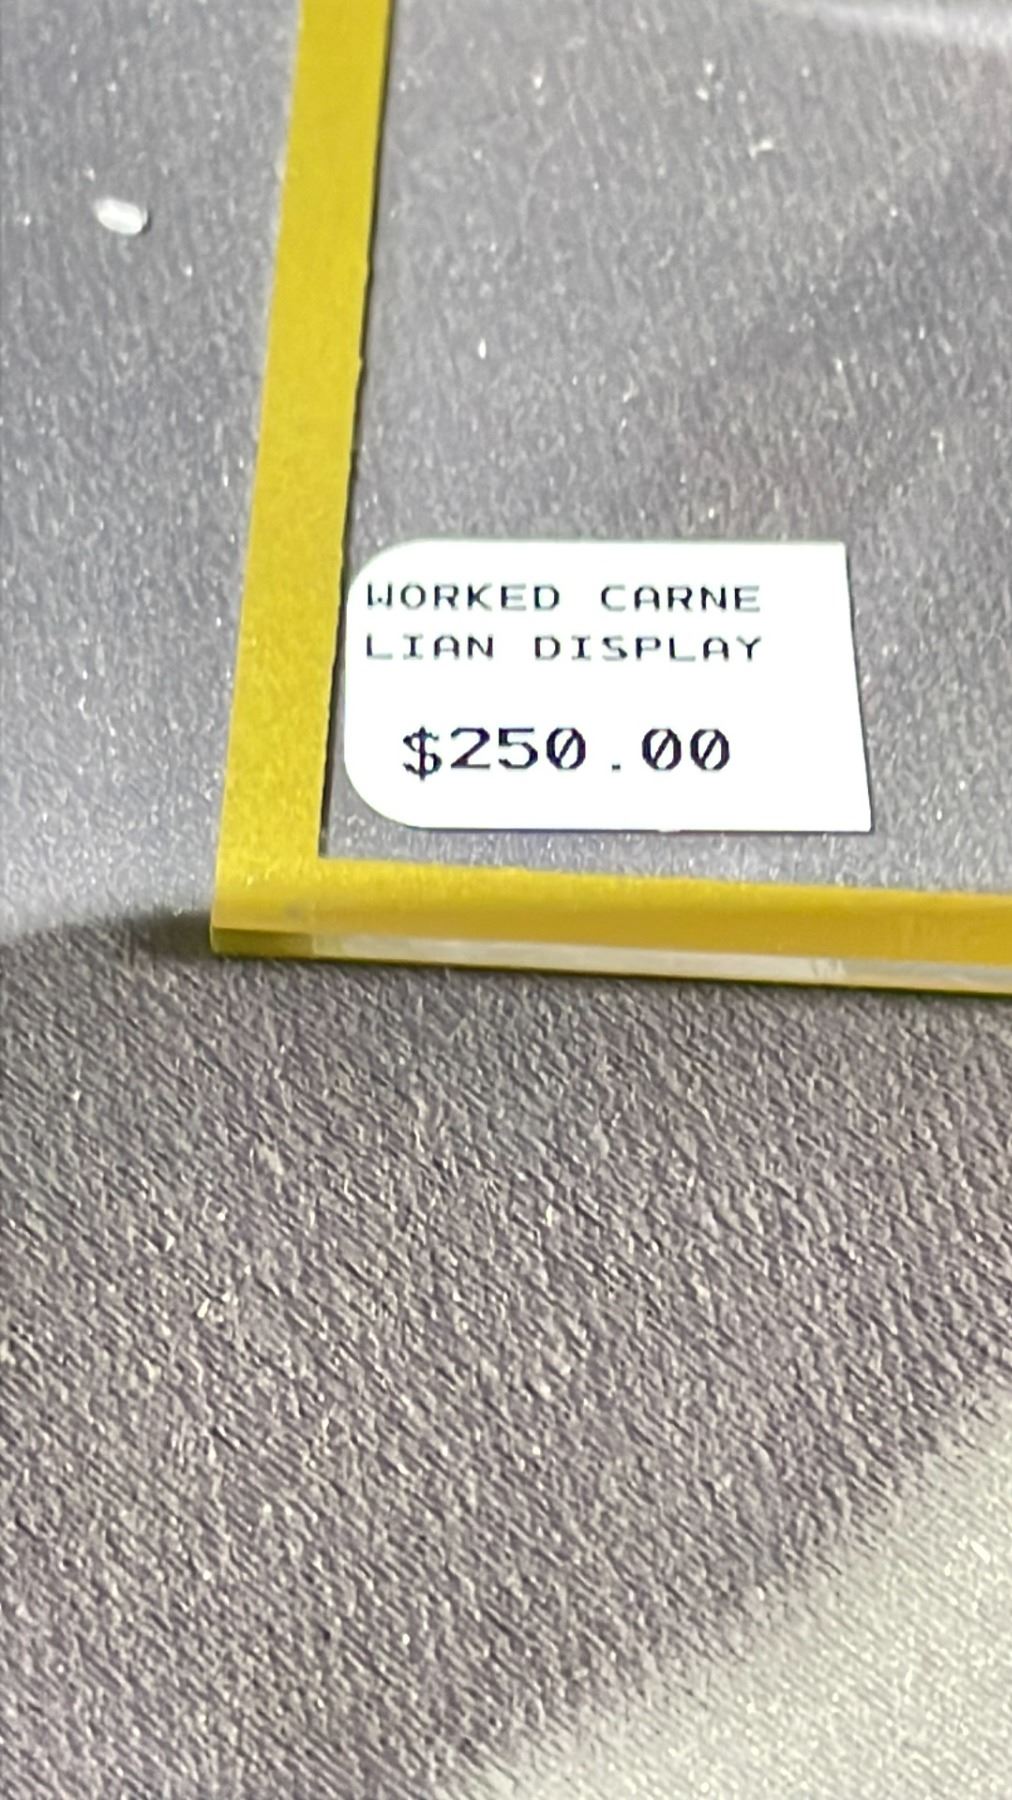 WORKED CARNE
LIAN DISPLAY
$250.00